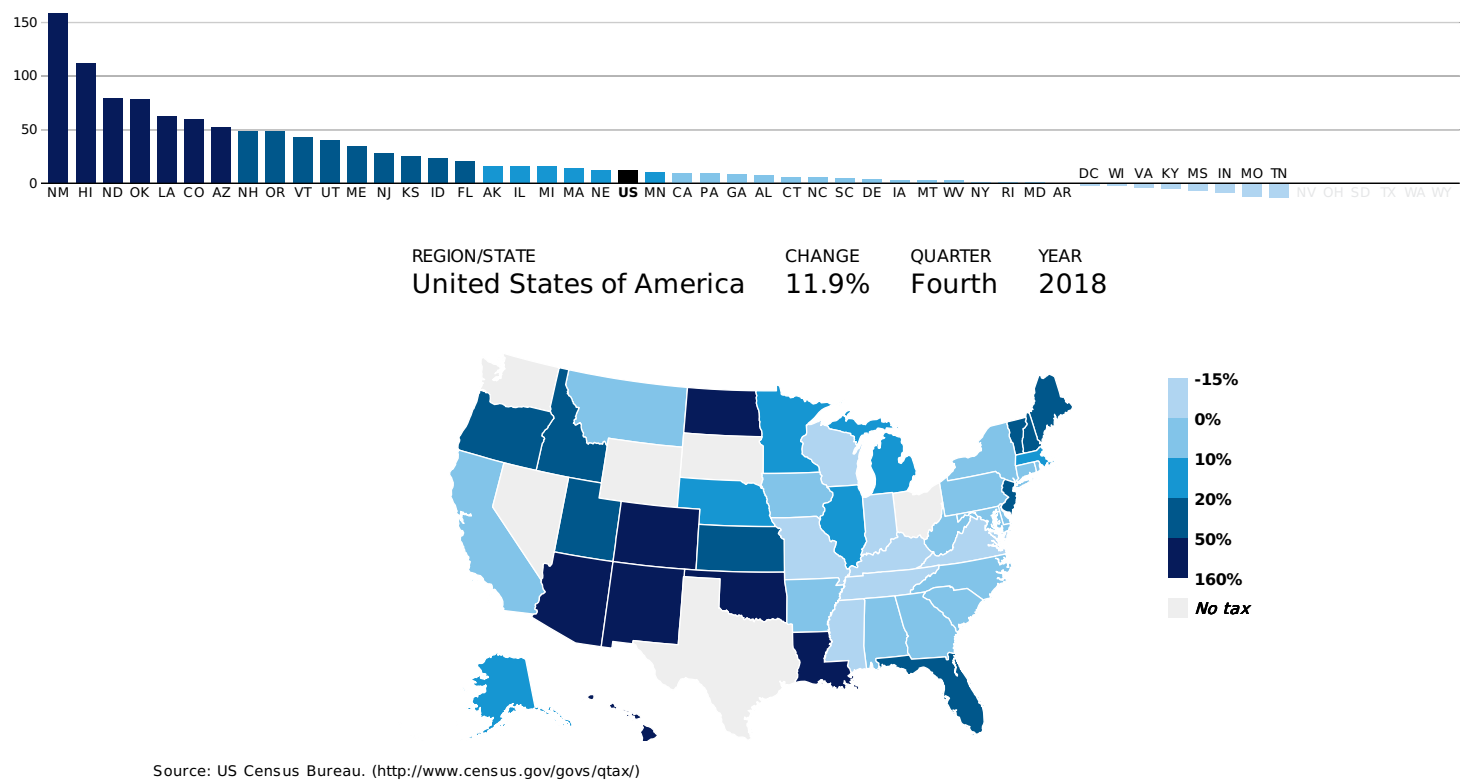 150
100
50
0
DC WI VA KY MS IN MO TN
NM HI ND OK LA CO AZ NH OR VT UT ME NJ KS ID FL AK IL MI MA NE US MN CA PA GA AL CT NC SC DE IA MT WV NY RI MD AR NV OH SD TX WA WY
REGION/STATE CHANGE QUARTER YEAR
United States of America 11.9% Fourth 2018
-15%
0%
10%
20%
50%
160%
No tax
Source: US Census Bureau. (http://www.census.gov/govs/qtax/)